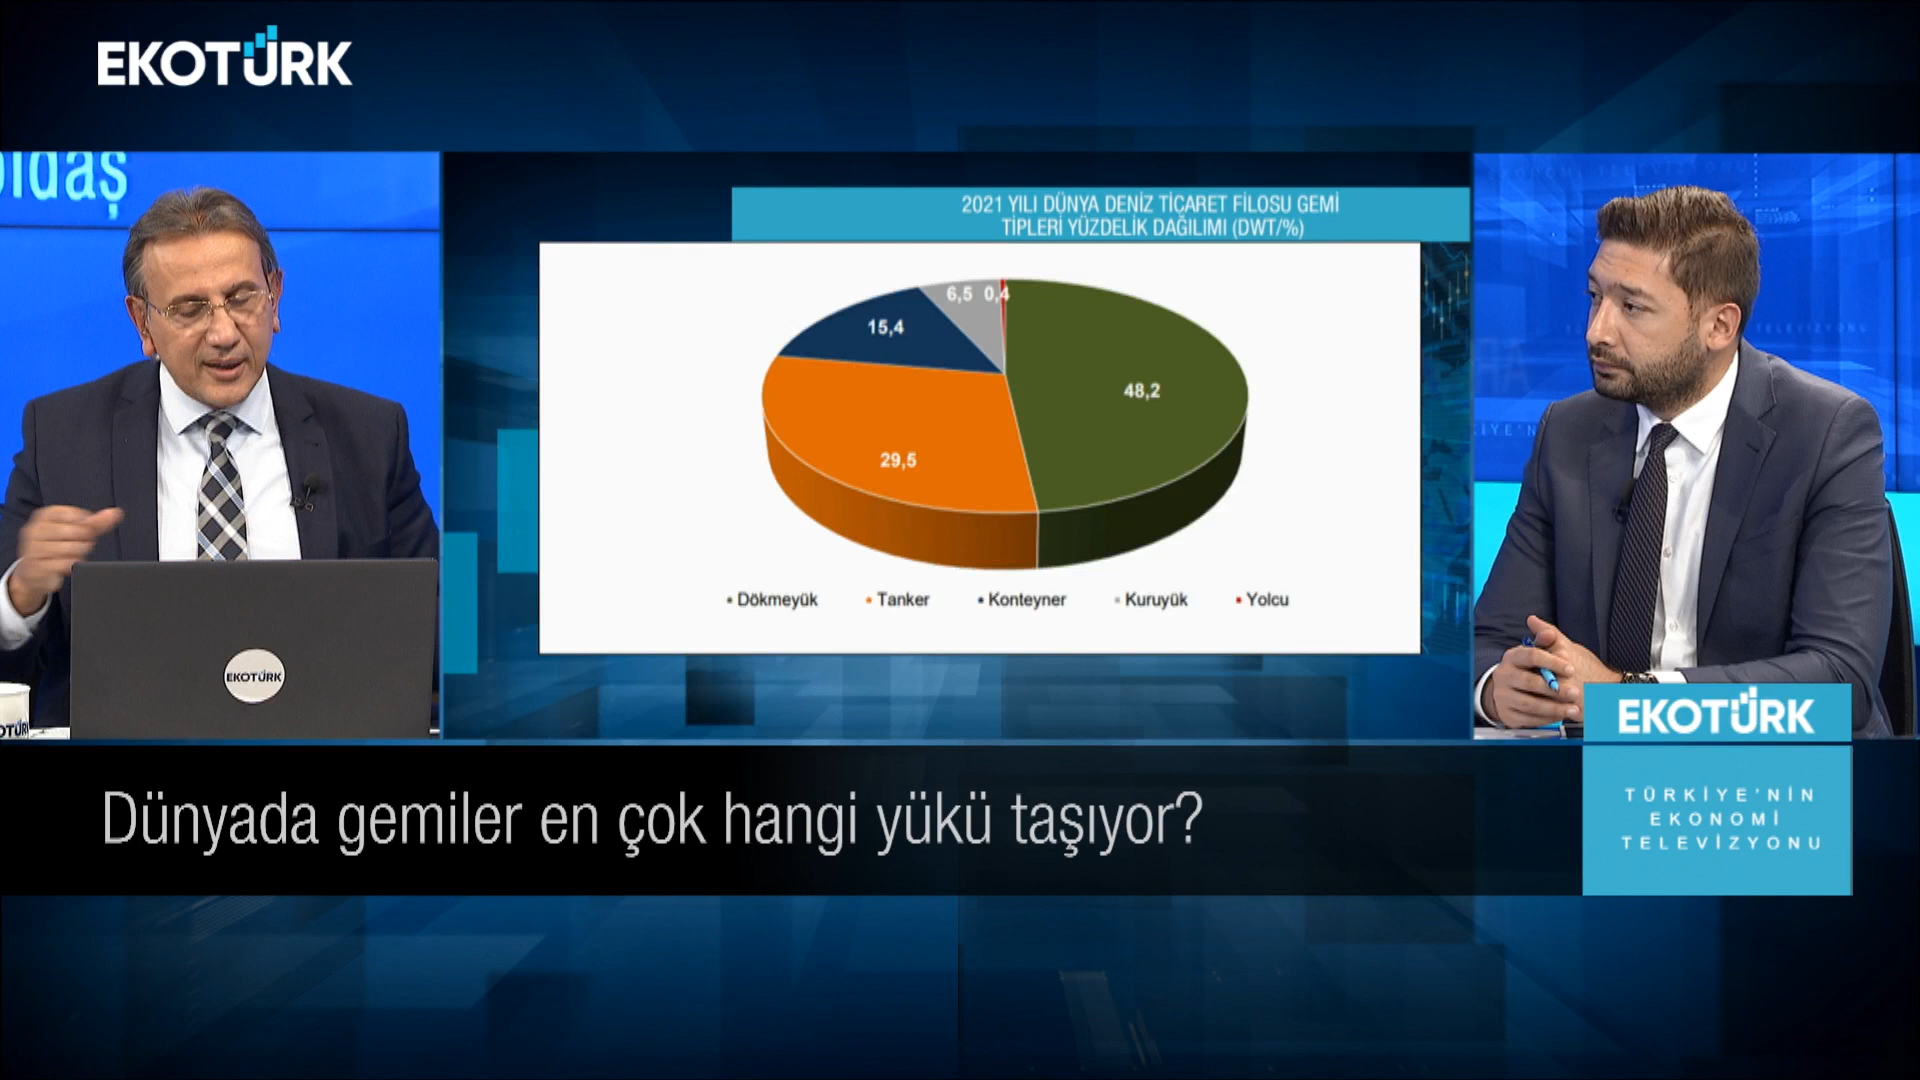 EKOTÜRK
2021 YILI DÜNYA DENİZ TİCARET FİLOSU GEMİ
TİPLERİ YÜZDELİK DAĞILIMI (DWT/%)
6,5 0,4
15,4
48,2
29,5
Dökmeyük Tanker Konteyner Kuruyük Yolcu
EKOTÜRK
EKOTÜRK
Dünyada gemiler en çok hangi yükü taşıyor?
TÜRKİYE'NİN
EKONOMİ
TELEVİZYONU